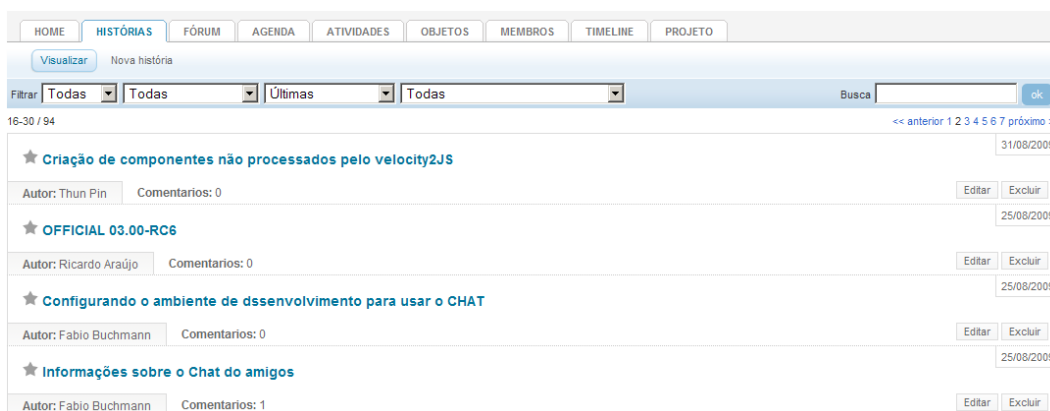 HOME HISTÓRIAS FÓRUM AGENDA ATIVIDADES OBJETOS MEMBROS TIMELINE PROJETO
Visualizar Nova história
Filtrar Todas Todas Últimas Todas Busca ok
16-30 / 94 << anterior 1 2 3 4 5 6 7 próximo >
31/08/2009
Criação de componentes não processados pelo velocity2JS
Autor: Thun Pin Comentarios: 0 Editar Excluir
25/08/2009
OFFICIAL 03.00-RC6
Autor: Ricardo Araújo Comentarios: 0 Editar Excluir
25/08/2009
Configurando o ambiente de dssenvolvimento para usar o CHAT
Autor: Fabio Buchmann Comentarios: 0 Editar Excluir
25/08/2009
Informações sobre o Chat do amigos
Autor: Fabio Buchmann Comentarios: 1 Editar Excluir